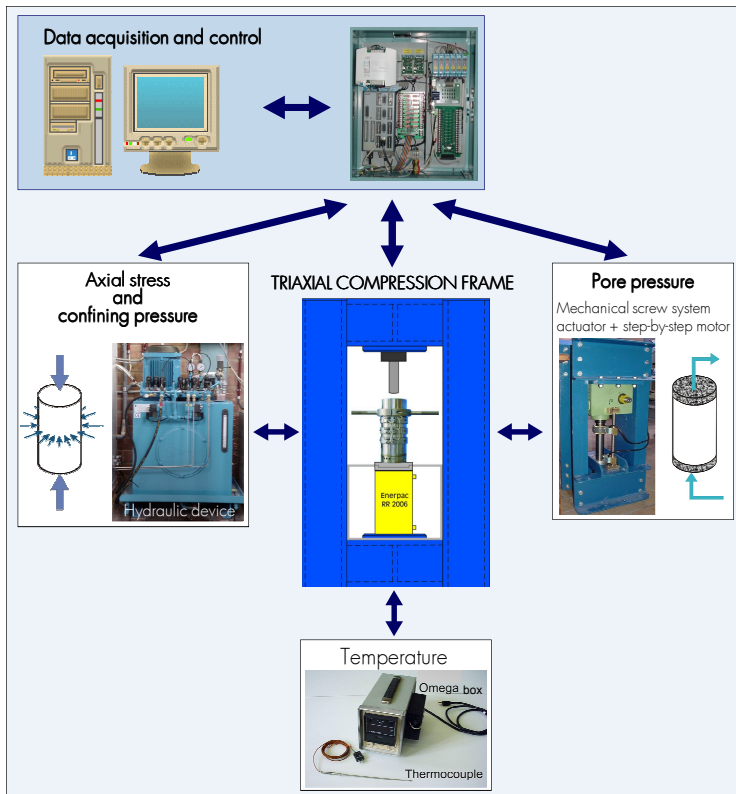 Data acquisition and control
Axial stress
and
confining pressure
Hydraulic device
TRIAXIAL COMPRESSION FRAME
Enerpac
RR 2006
Pore pressure
Mechanical screw system
actuator + step-by-step motor
Temperature
Omega box
Thermocouple